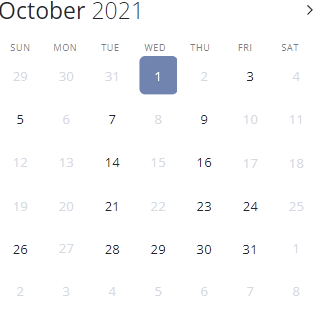 October 2021
SUN MON TUE WED THU FRI SAT
29 30 31 1 2 3 4
5 6 7 8 9 10 11
12 13 14 15 16 17 18
19 20 21 22 23 24 25
26 27 28 29 30 31 1
2 3 4 5 6 7 8